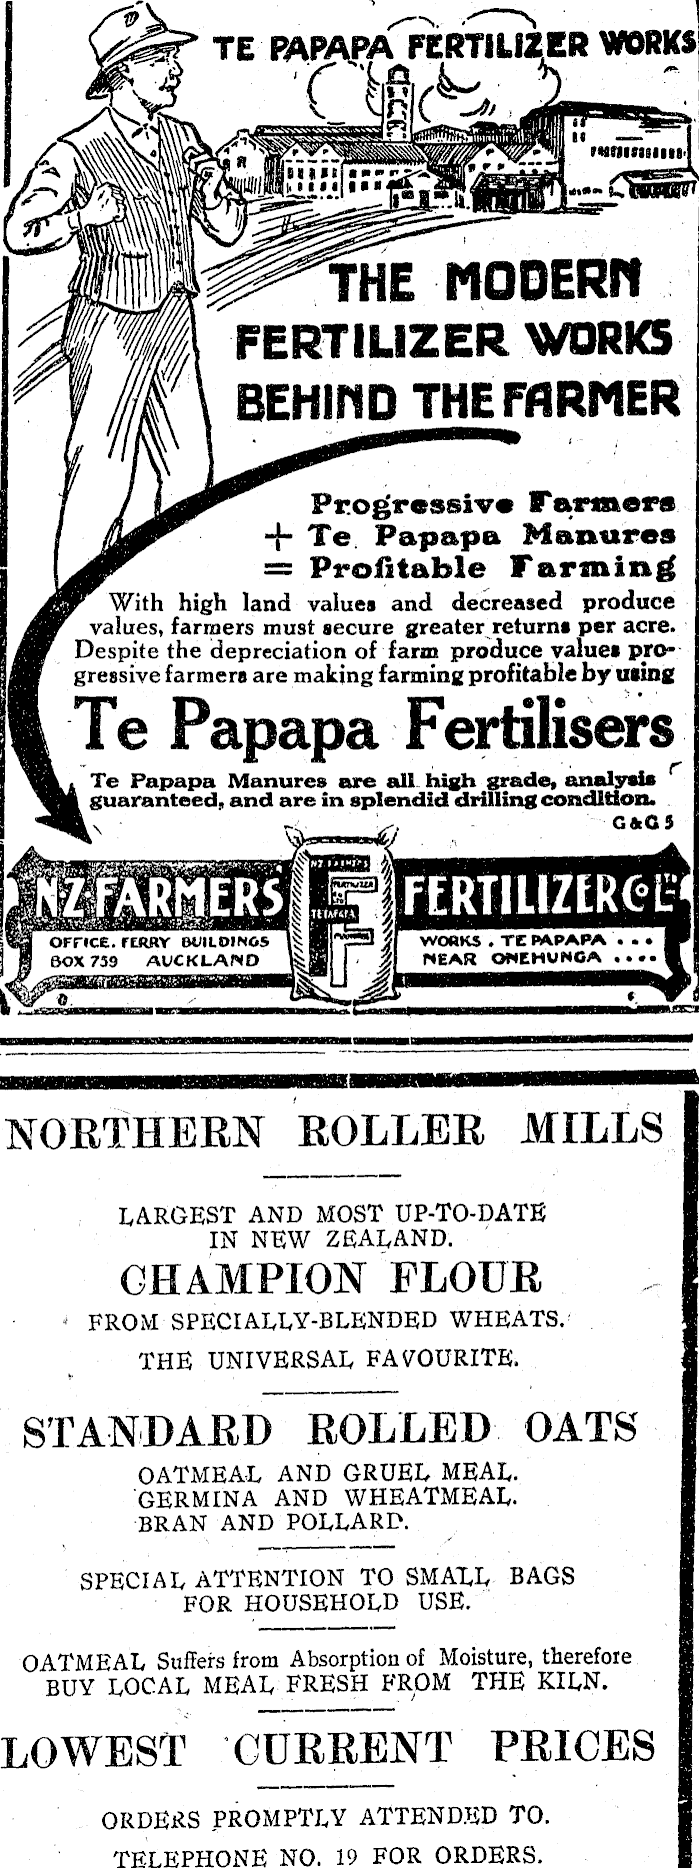 TE PAPAPA FERTILIZER WORKS
THE MODERN
FERTILIZER WORKS
BEHIND THE FARMER
Progressive Farmers
+ Te Papapa Manures
= Profitable Farming
With high land values and decreased produce
values, farmers must secure greater returns per acre.
Despite the depreciation of farm produce values pro-
gressive farmers are making farming profitable by using
Te Papapa Fertilisers
Te Papapa Manures are all high grade, analysis
guaranteed, and are in splendid drilling condition.
G & G 5
NZ FARMERS' FERTILIZER CO LTD
OFFICE. FERRY BUILDINGS
BOX 759 AUCKLAND
NZ FARMERS
FERTILIZER
TE PAPAPA
WORKS . TE PAPAPA ...
NEAR ONEHUNGA ....
NORTHERN ROLLER MILLS
LARGEST AND MOST UP-TO-DATE
IN NEW ZEALAND.
CHAMPION FLOUR
FROM SPECIALLY-BLENDED WHEATS.
THE UNIVERSAL FAVOURITE.
STANDARD ROLLED OATS
OATMEAL AND GRUEL MEAL.
GERMINA AND WHEATMEAL.
BRAN AND POLLARD.
SPECIAL ATTENTION TO SMALL BAGS
FOR HOUSEHOLD USE.
OATMEAL Suffers from Absorption of Moisture, therefore
BUY LOCAL MEAL FRESH FROM THE KILN.
LOWEST CURRENT PRICES
ORDERS PROMPTLY ATTENDED TO.
TELEPHONE NO. 19 FOR ORDERS.